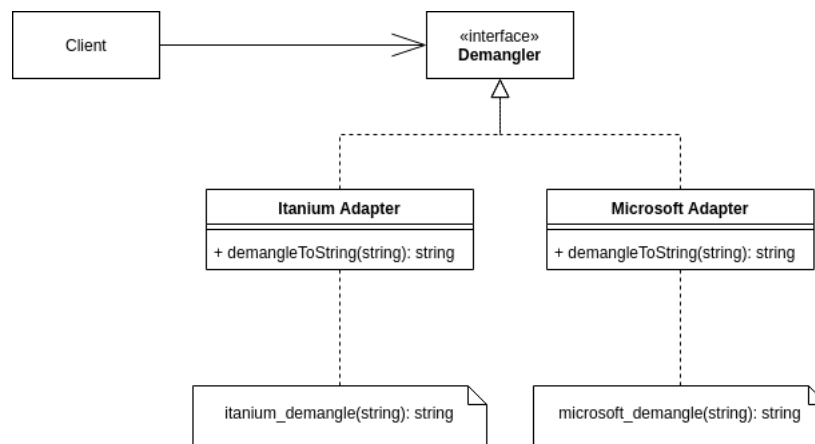 Client
«interface»
Demangler
Itanium Adapter
+ demangleToString(string): string
Microsoft Adapter
+ demangleToString(string): string
itanium_demangle(string): string
microsoft_demangle(string): string